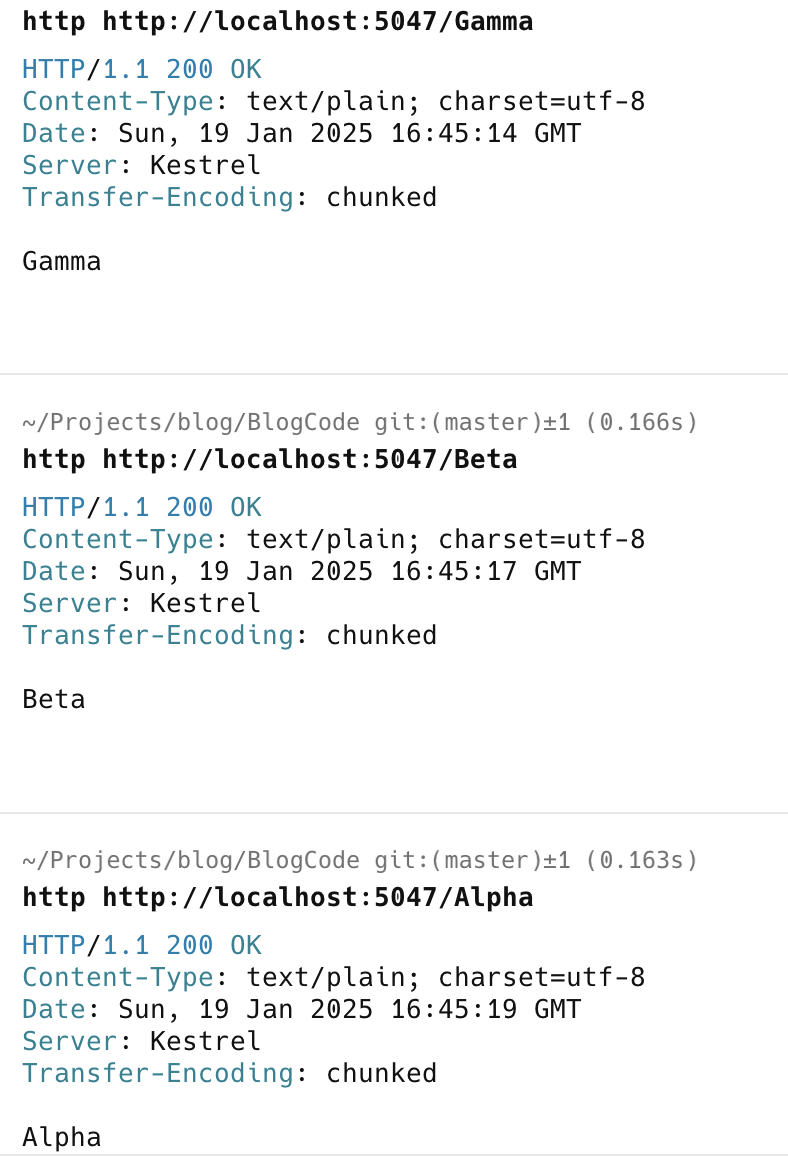 http http://localhost:5047/Gamma
HTTP/1.1 200 OK
Content-Type: text/plain; charset=utf-8
Date: Sun, 19 Jan 2025 16:45:14 GMT
Server: Kestrel
Transfer-Encoding: chunked
Gamma
~/Projects/blog/BlogCode git:(master)±1 (0.166s)
http http://localhost:5047/Beta
HTTP/1.1 200 OK
Content-Type: text/plain; charset=utf-8
Date: Sun, 19 Jan 2025 16:45:17 GMT
Server: Kestrel
Transfer-Encoding: chunked
Beta
~/Projects/blog/BlogCode git:(master)±1 (0.163s)
http http://localhost:5047/Alpha
HTTP/1.1 200 OK
Content-Type: text/plain; charset=utf-8
Date: Sun, 19 Jan 2025 16:45:19 GMT
Server: Kestrel
Transfer-Encoding: chunked
Alpha